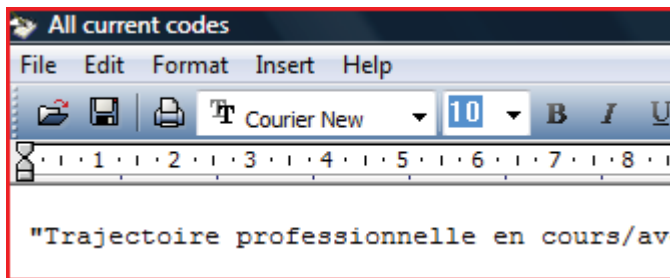 All current codes
File Edit Format Insert Help
Courier New 10 B I U
1 2 3 4 5 6 7 8
"Trajectoire professionnelle en cours/av